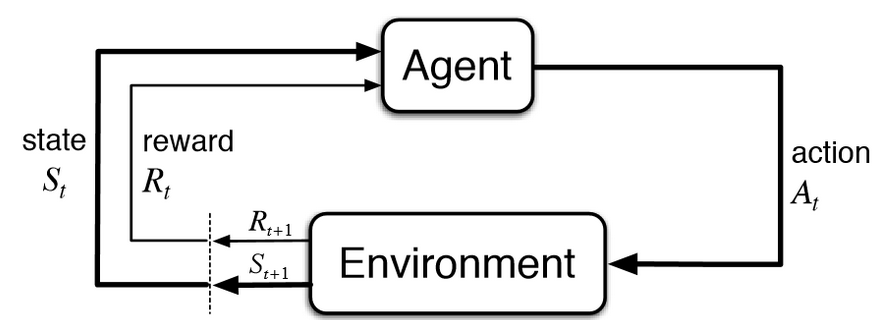 Agent
state
S_t
reward
R_t
action
A_t
R_{t+1}
S_{t+1}
Environment